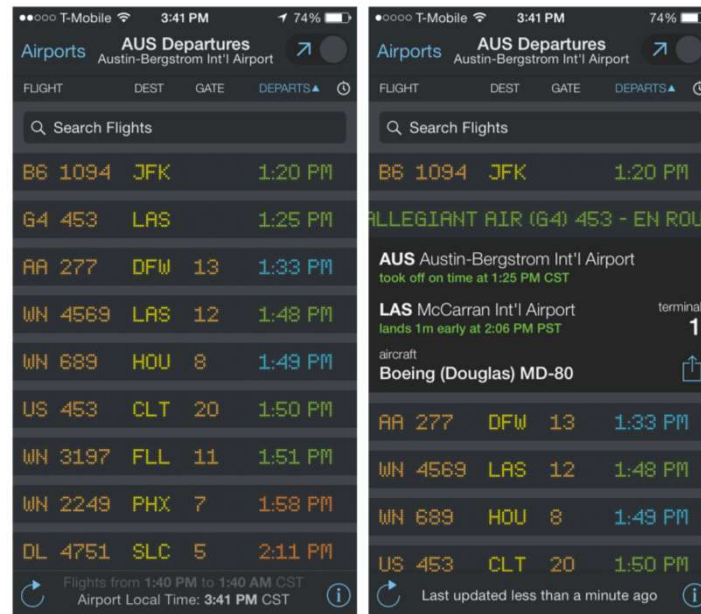 T-Mobile 3:41 PM 74%
Airports AUS Departures
Austin-Bergstrom Int'l Airport
FLIGHT DEST GATE DEPARTS▲
Search Flights
B6 1094 JFK 1:20 PM
G4 453 LAS 1:25 PM
AA 277 DFW 13 1:33 PM
WN 4569 LAS 12 1:48 PM
WN 689 HOU 8 1:49 PM
US 453 CLT 20 1:50 PM
WN 3197 FLL 11 1:51 PM
WN 2249 PHX 7 1:58 PM
DL 4751 SLC 5 2:11 PM
Flights from 1:40 PM to 1:40 AM CST
Airport Local Time: 3:41 PM CST
T-Mobile 3:41 PM 74%
Airports AUS Departures
Austin-Bergstrom Int'l Airport
FLIGHT DEST GATE DEPARTS▲
Search Flights
B6 1094 JFK 1:20 PM
ALLEGIANT AIR (G4) 453 - EN ROU
AUS Austin-Bergstrom Int'l Airport
took off on time at 1:25 PM CST
LAS McCarran Int'l Airport terminal
lands 1m early at 2:06 PM PST 1
aircraft
Boeing (Douglas) MD-80
AA 277 DFW 13 1:33 PM
WN 4569 LAS 12 1:48 PM
WN 689 HOU 8 1:49 PM
US 453 CLT 20 1:50 PM
Last updated less than a minute ago